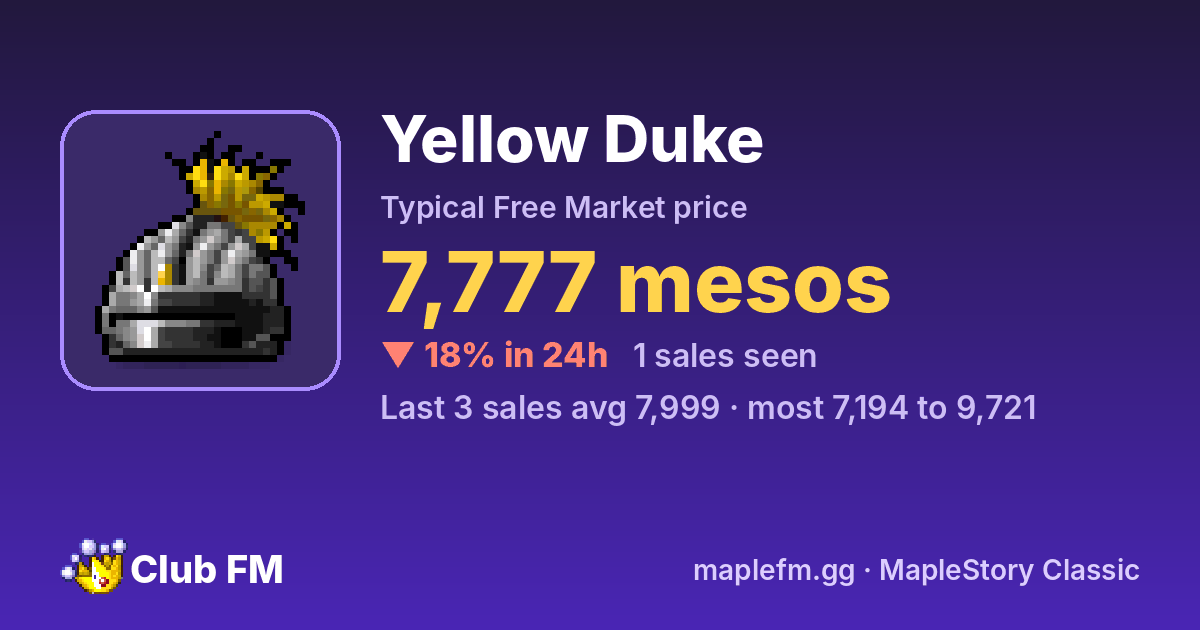 Yellow Duke
Typical Free Market price
7,777 mesos
▼ 18% in 24h 1 sales seen
Last 3 sales avg 7,999 · most 7,194 to 9,721
Club FM
maplefm.gg · MapleStory Classic